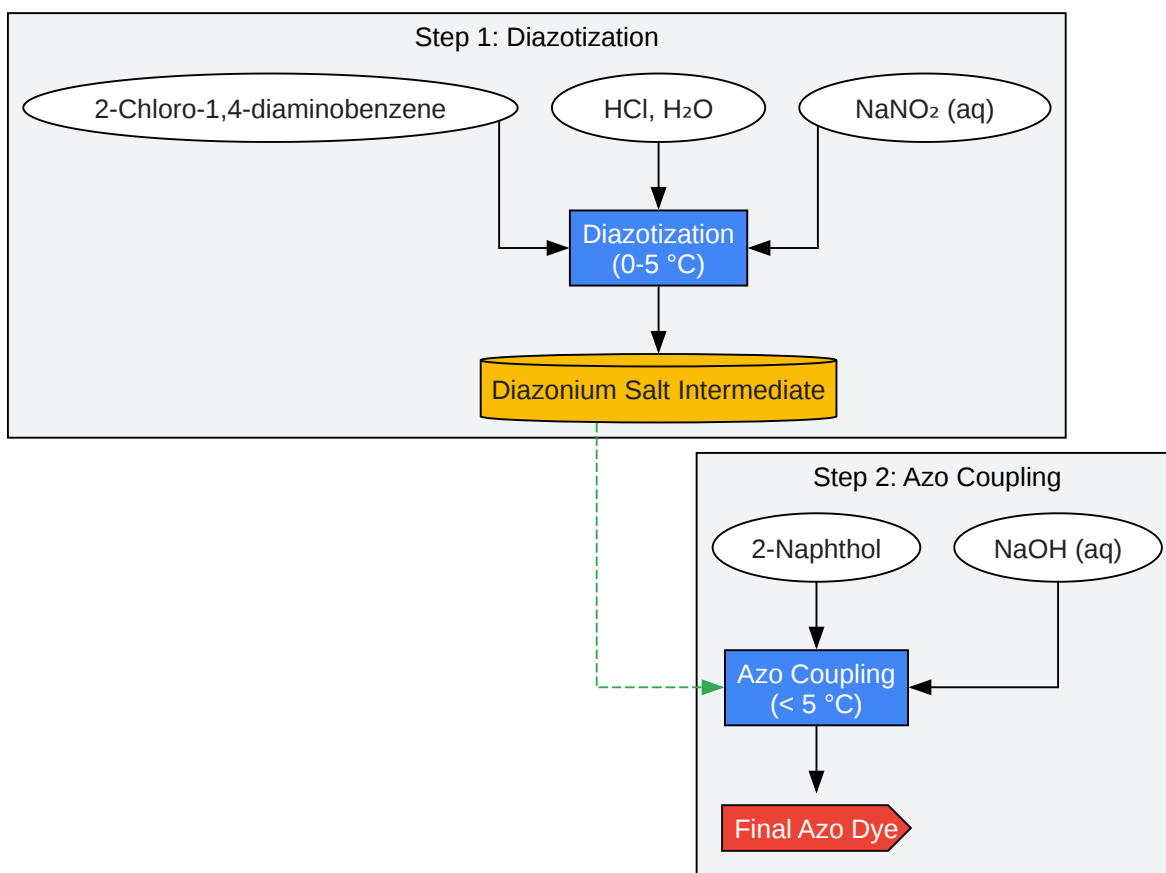 Step 1: Diazotization
2-Chloro-1,4-diaminobenzene
HCl, H₂O
NaNO₂ (aq)
Diazotization
(0-5 °C)
Diazonium Salt Intermediate
Step 2: Azo Coupling
2-Naphthol
NaOH (aq)
Azo Coupling
(< 5 °C)
Final Azo Dye